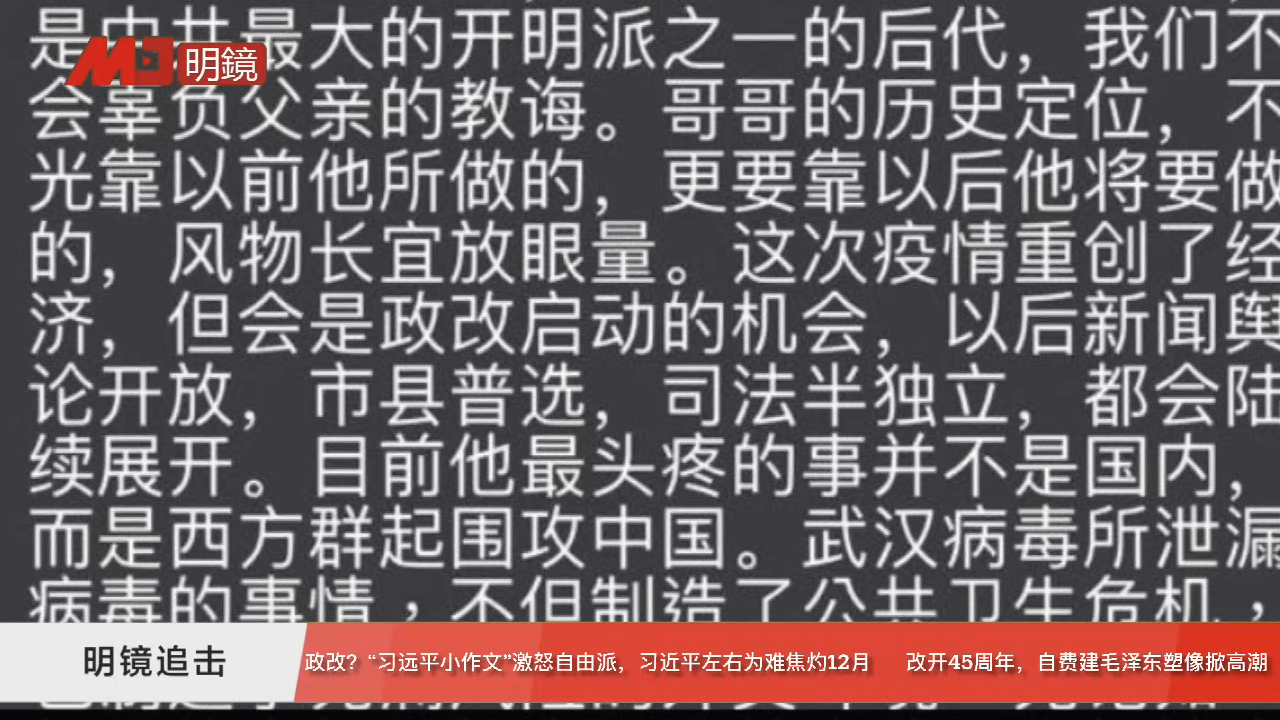 是中共最大的开明派之一的后代，我们不
明鏡
会辜负父亲的教诲。哥哥的历史定位，不
光靠以前他所做的，更要靠以后他将要做
的，风物长宜放眼量。这次疫情重创了经
济，但会是政改启动的机会，以后新闻舆
论开放，市县普选，司法半独立，都会陆
续展开。目前他最头疼的事并不是国内，
而是西方群起围攻中国。武汉病毒所泄漏
病毒的事情，不但制造了公共卫生危机，
明镜追击
政改？“习远平小作文”激怒自由派，习近平左右为难焦灼12月 改开45周年，自费建毛泽东塑像掀高潮